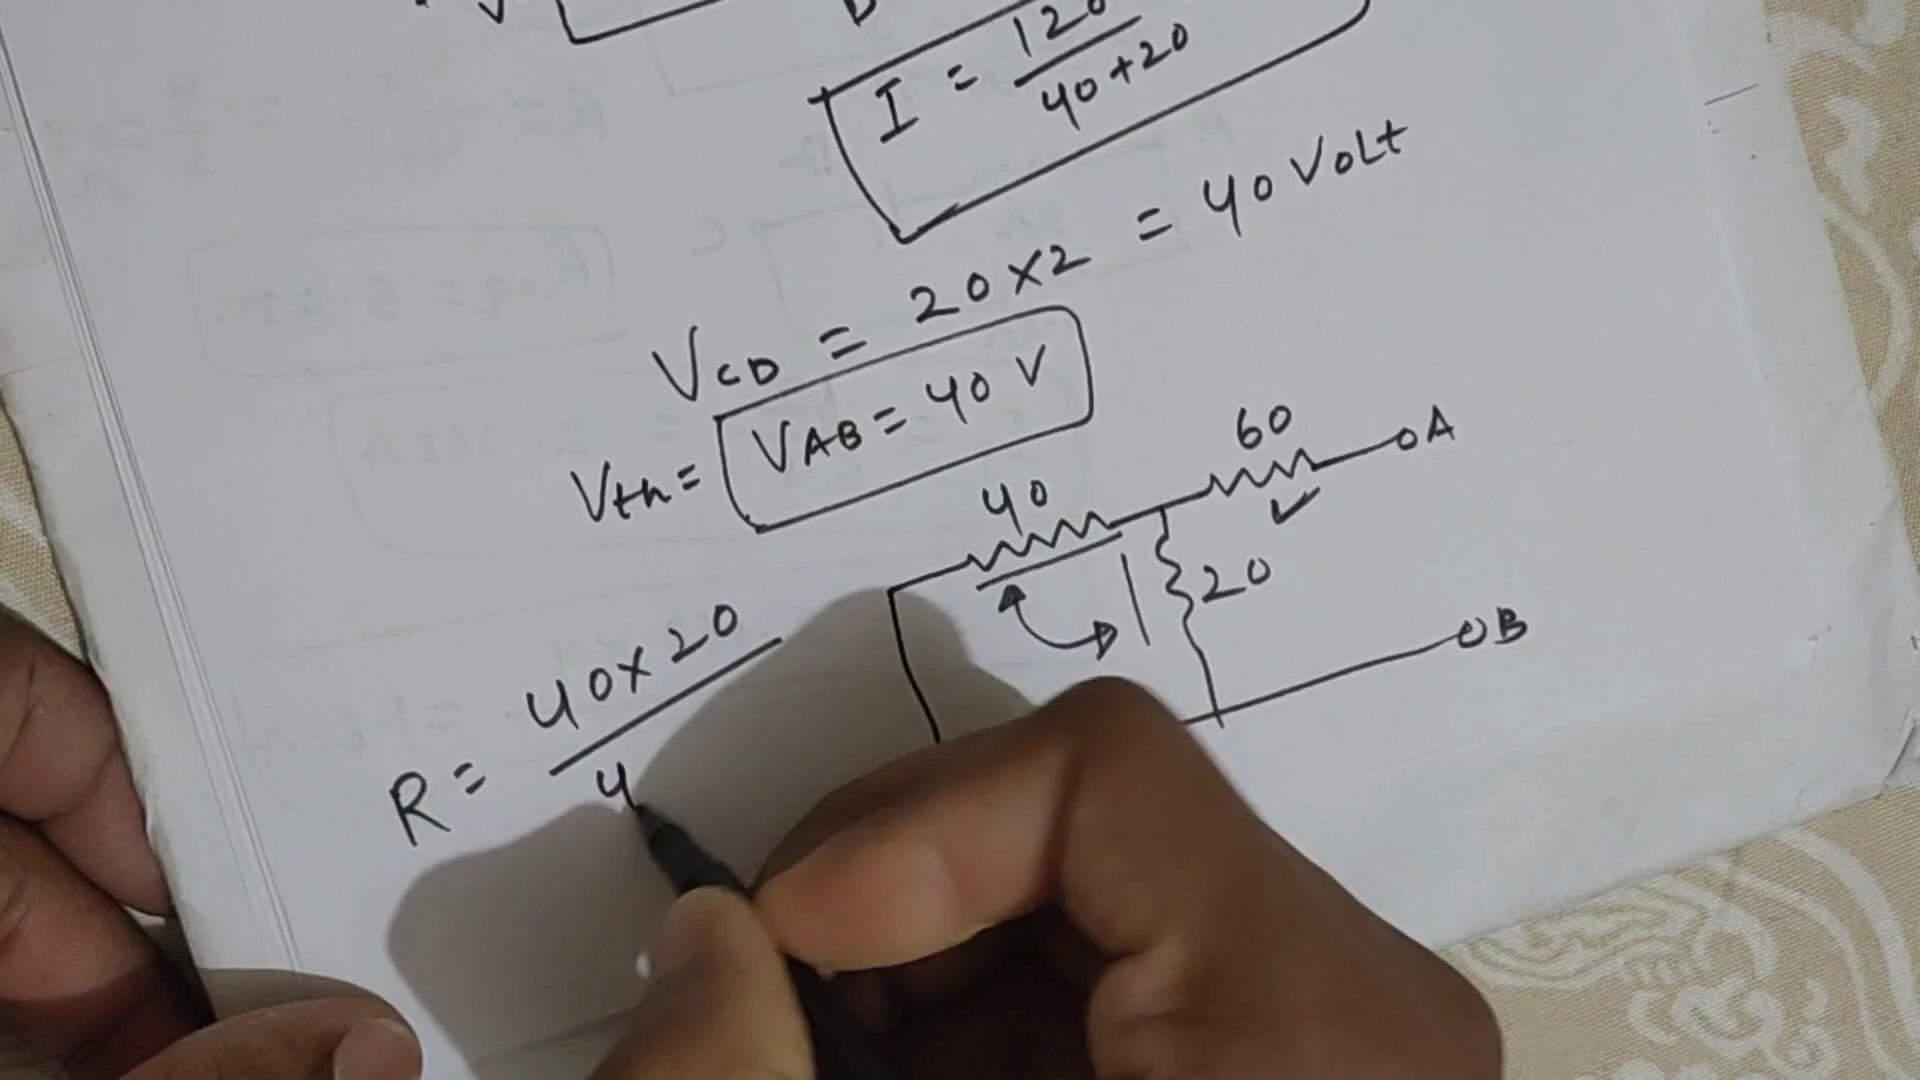 I = 120
40+20
VCD = 20×2 = 40 Volt
Vth = VAB = 40 V
60
A
40
20
B
R = 40×20
4